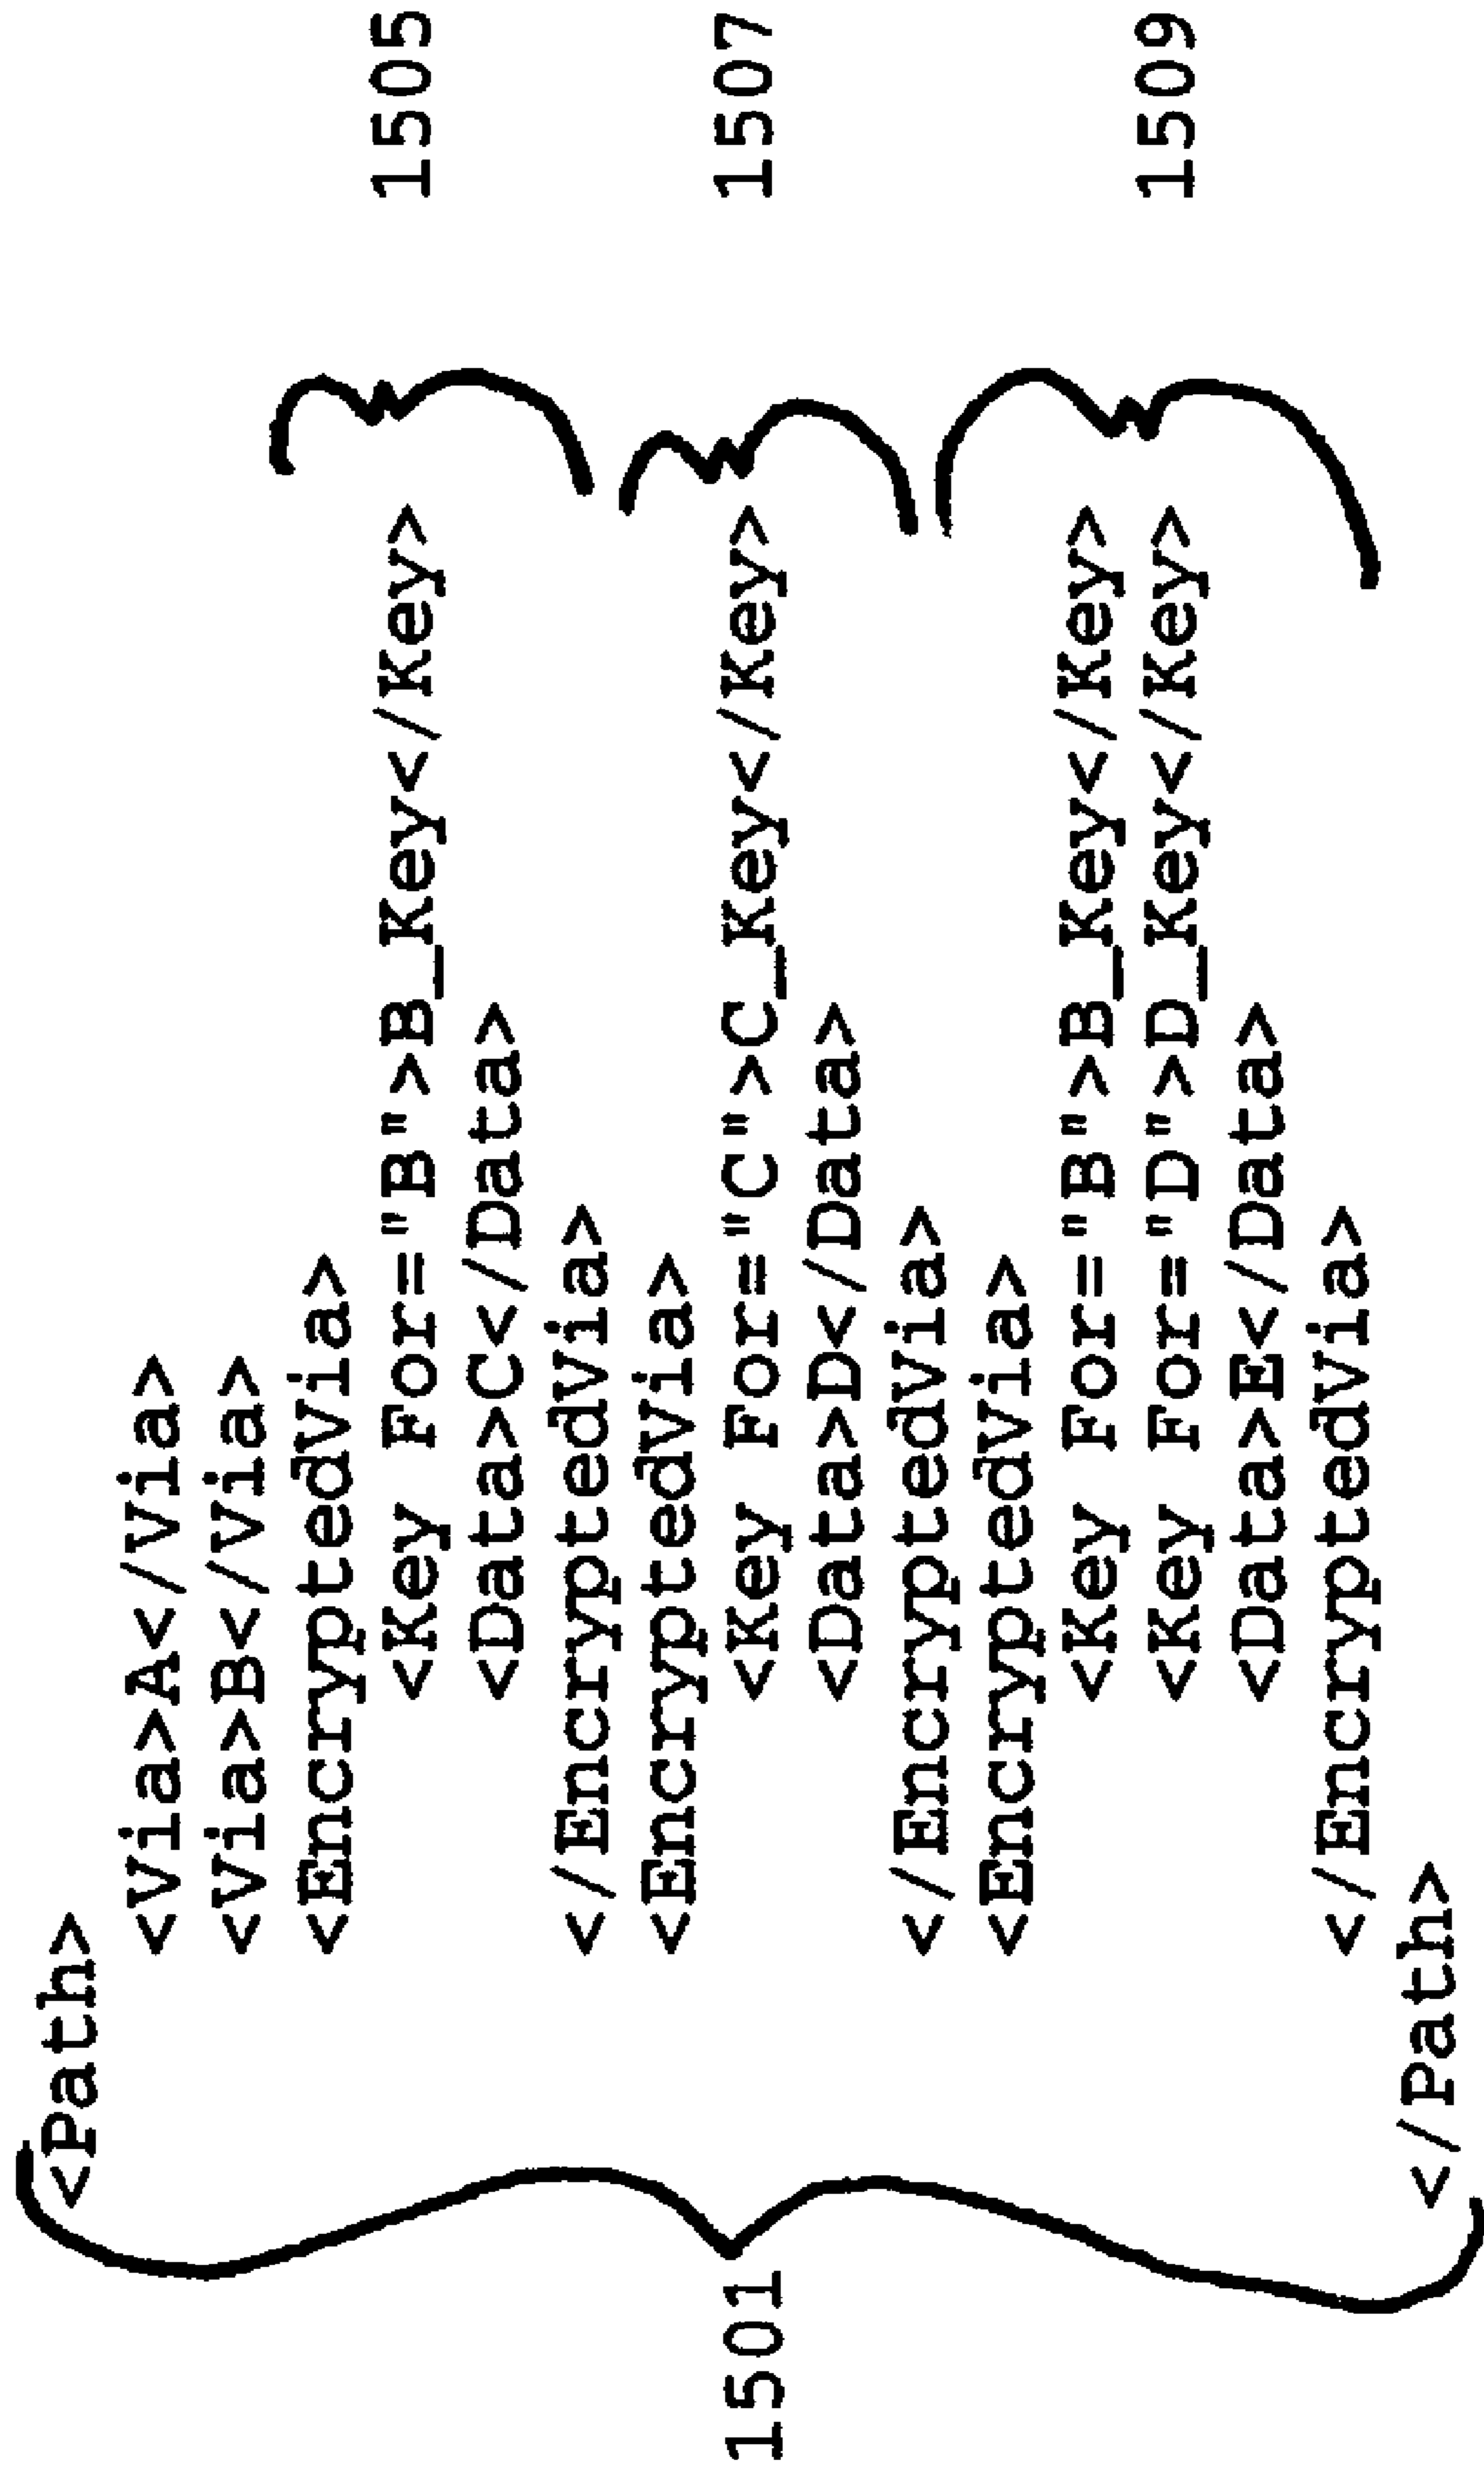 <Path>
<Via>A</Via>
<Via>B</Via>
<EncryptedVia>
<Key For="B">B_Key</Key>
<Data>C</Data>
</EncryptedVia>
<EncryptedVia>
<Key For="C">C_Key</Key>
<Data>D</Data>
</EncryptedVia>
<EncryptedVia>
<Key For="B">B_Key</Key>
<Key For="D">D_Key</Key>
<Data>E</Data>
</EncryptedVia>
</Path>
1501
1505
1507
1509